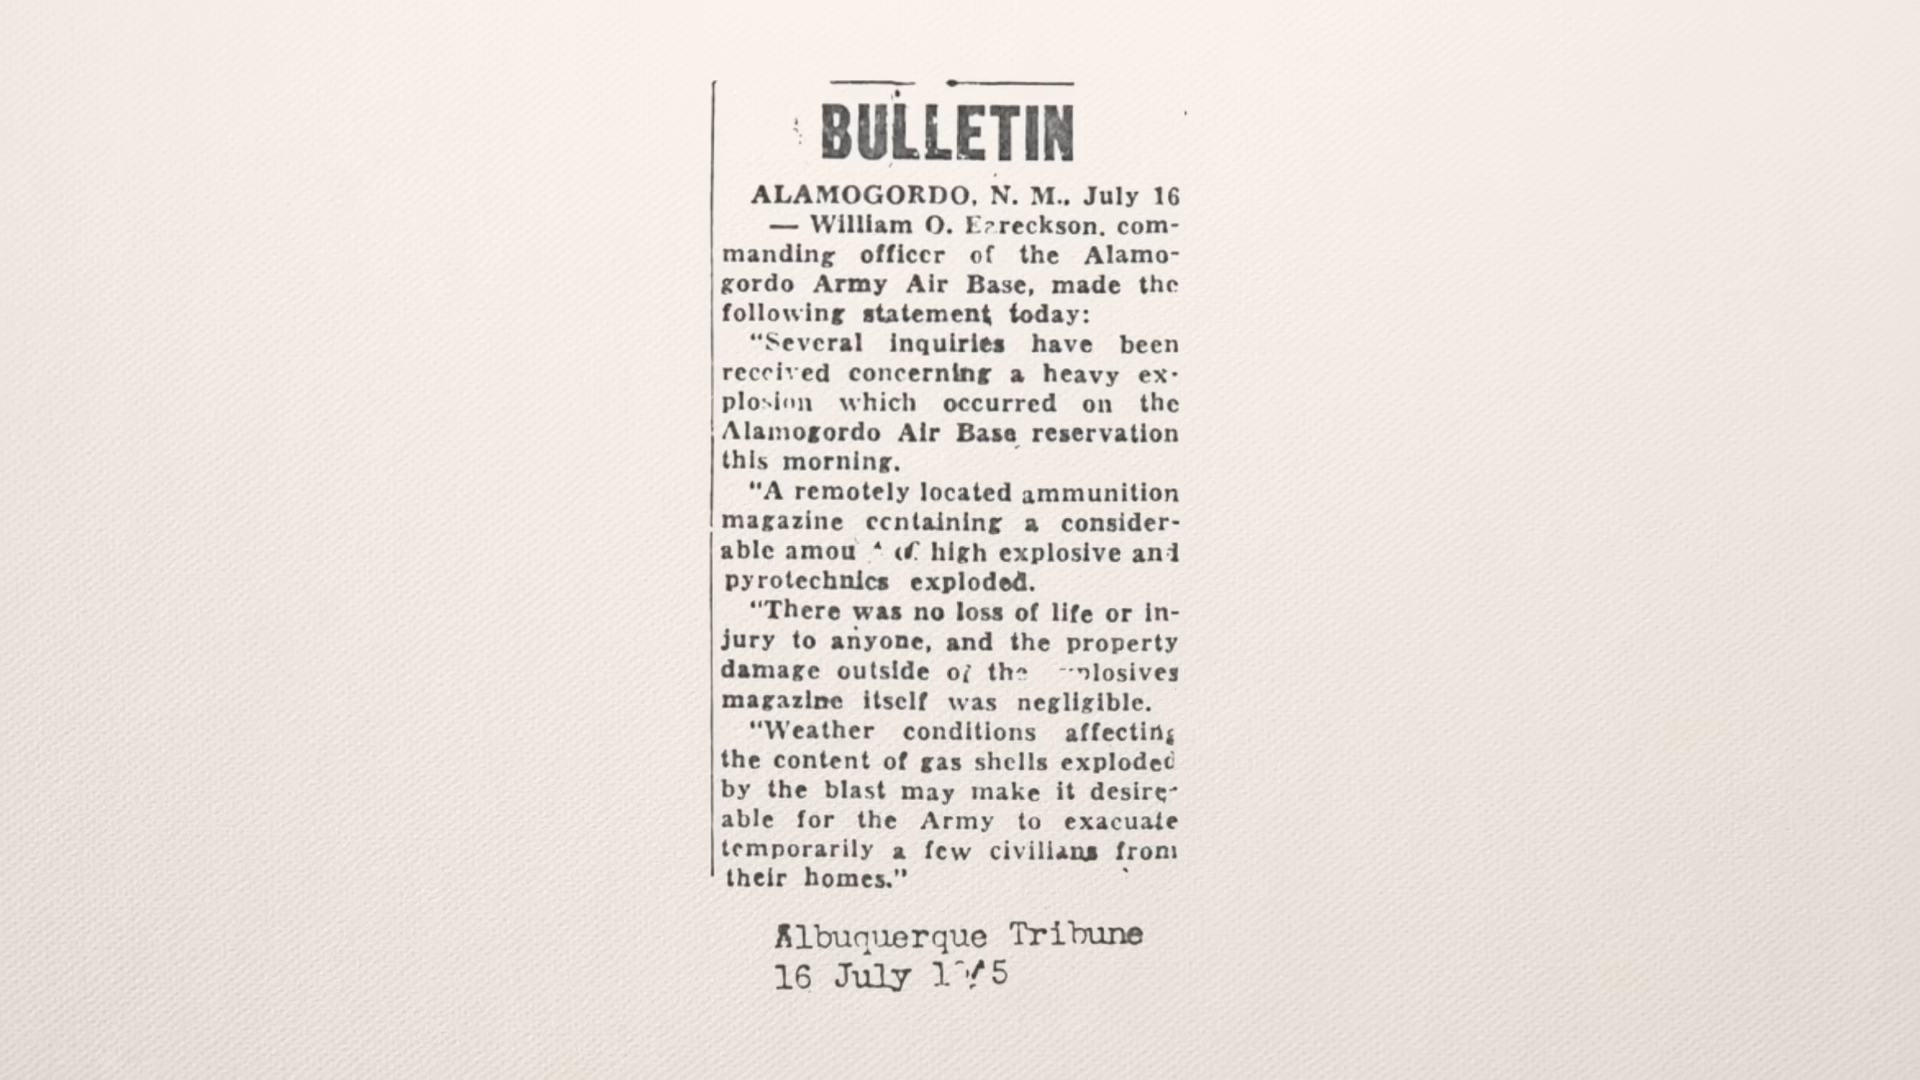 BULLETIN
ALAMOGORDO, N. M., July 16
— William O. Eareckson, com-
manding officer of the Alamo-
gordo Army Air Base, made the
following statement today:
“Several inquiries have been
received concerning a heavy ex-
plosion which occurred on the
Alamogordo Air Base reservation
this morning.
“A remotely located ammunition
magazine containing a consider-
able amount of high explosive and
pyrotechnics exploded.
“There was no loss of life or in-
jury to anyone, and the property
damage outside of the explosives
magazine itself was negligible.
“Weather conditions affecting
the content of gas shells exploded
by the blast may make it desire-
able for the Army to exacuate
temporarily a few civilians from
their homes.”
Albuquerque Tribune
16 July 1945